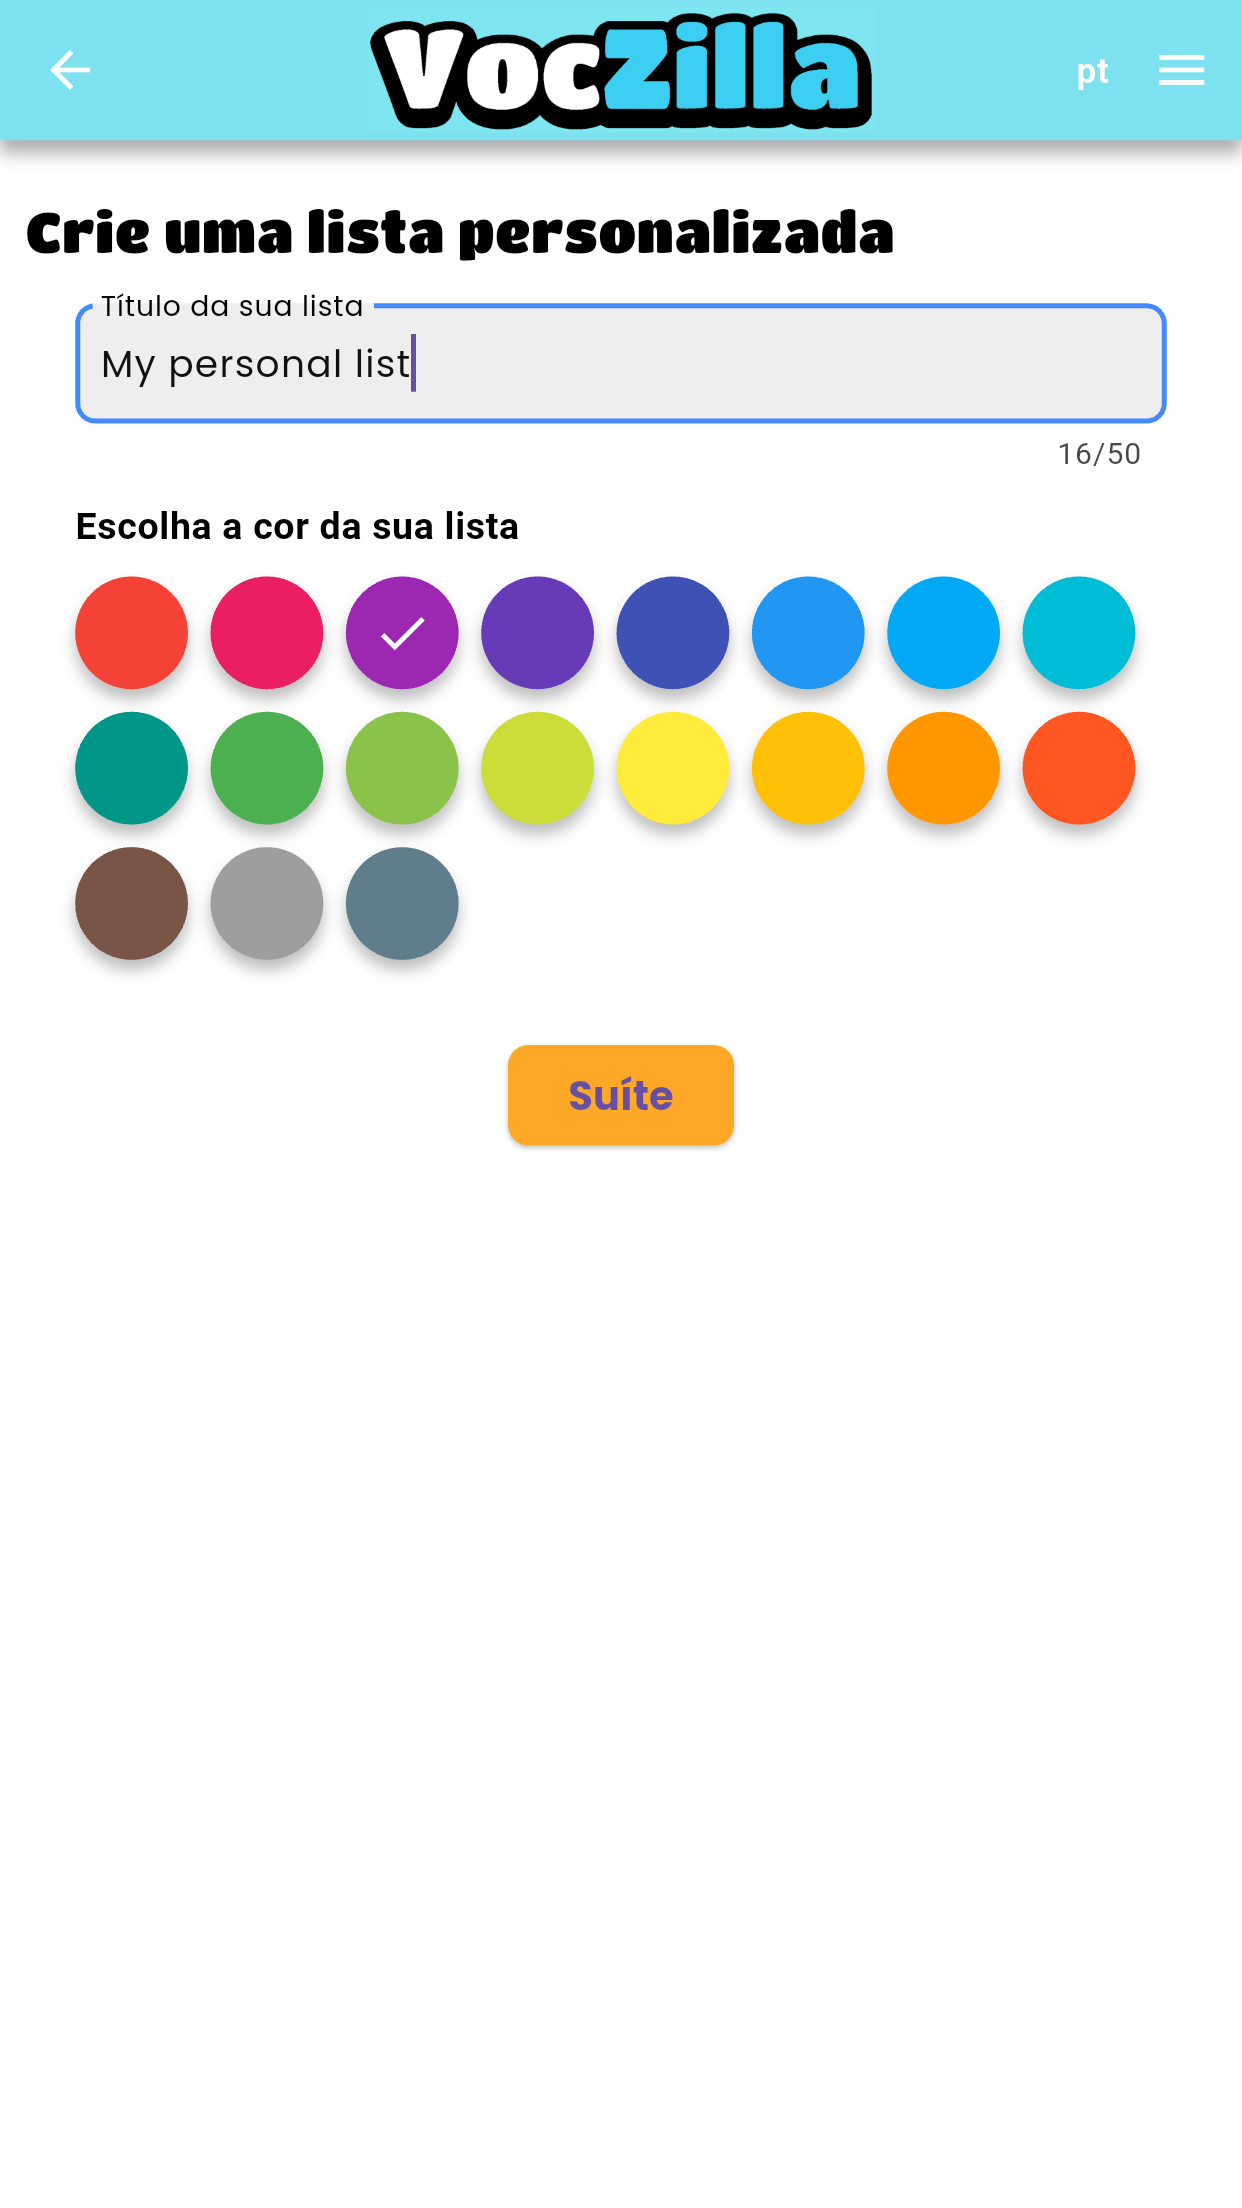 VocZilla
pt
Crie uma lista personalizada
Título da sua lista
My personal list
16/50
Escolha a cor da sua lista
Suíte